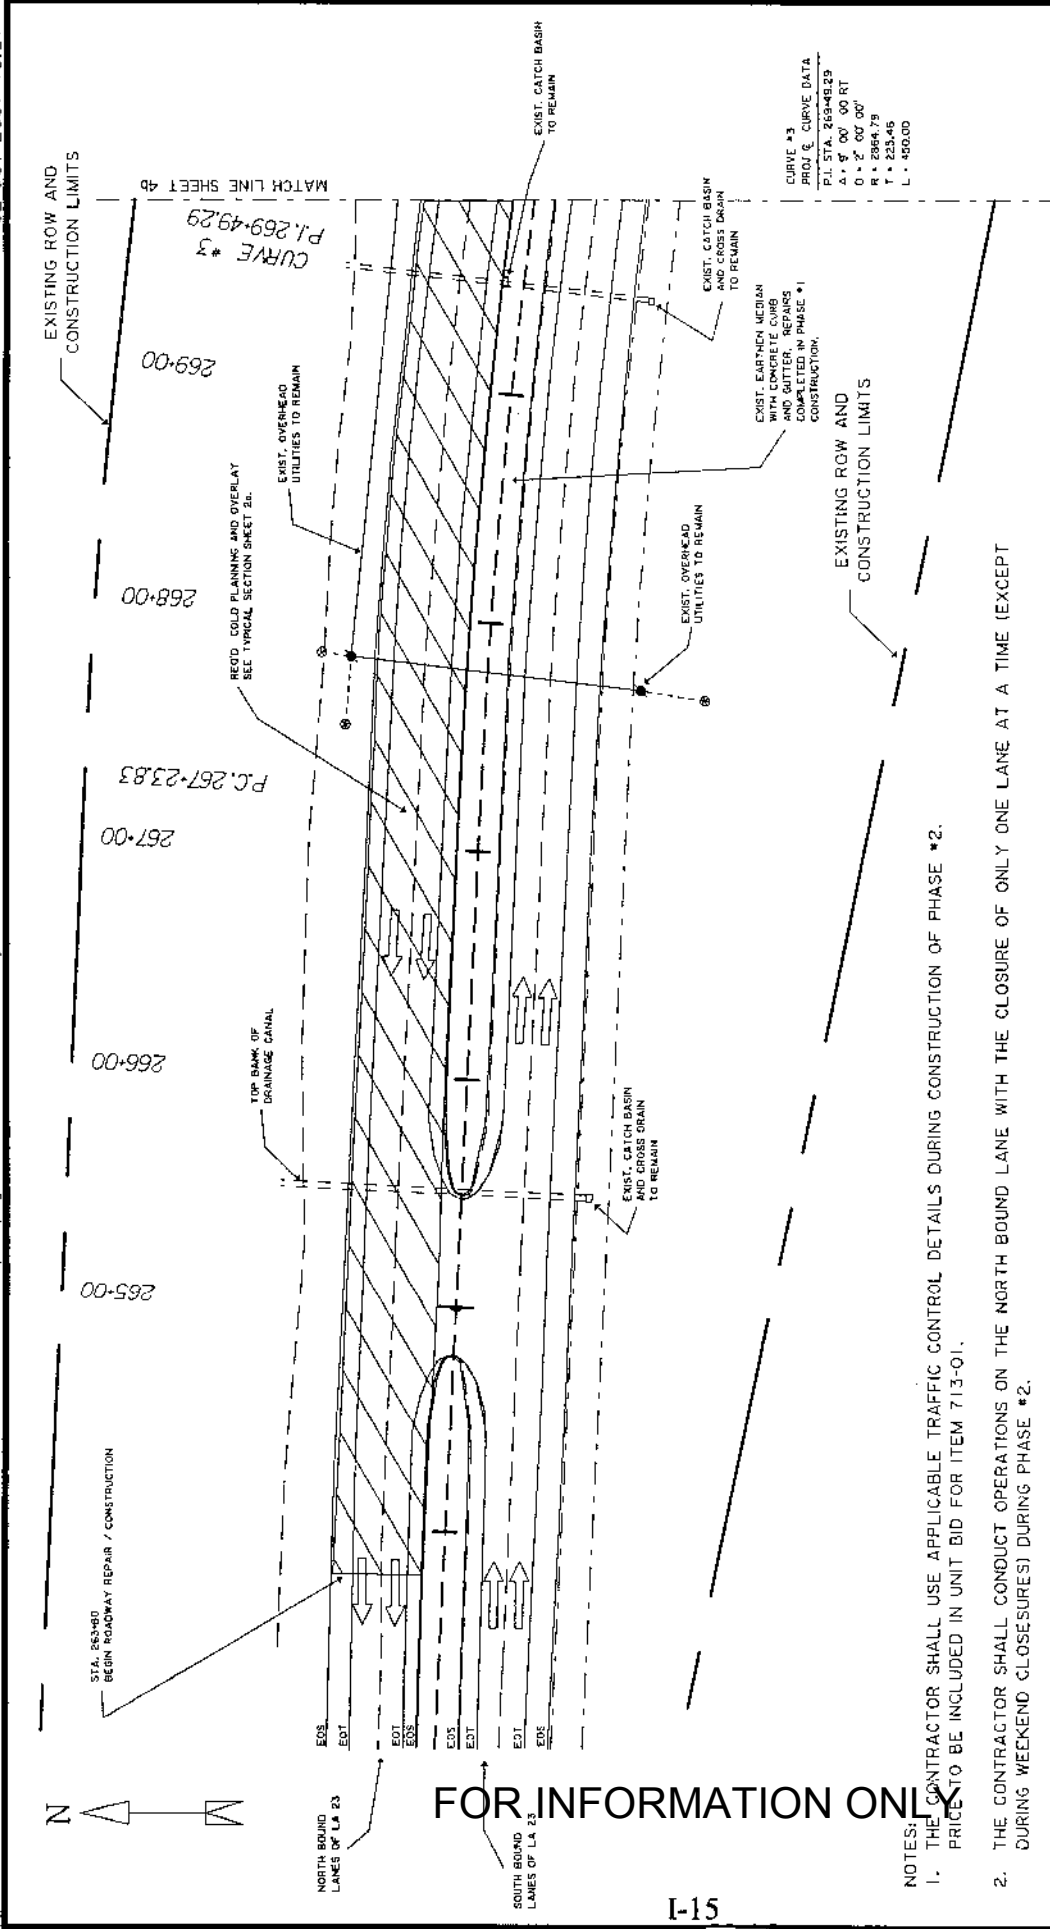 EXISTING ROW AND
CONSTRUCTION LIMITS
MATCH LINE SHEET 4b
CURVE #3
P.I. 269+49.29
269+00
268+00
P.C. 267+23.83
267+00
266+00
265+00
EXIST. CATCH BASIN
TO REMAIN
EXIST. OVERHEAD
UTILITIES TO REMAIN
REQ'D COLD PLANNING AND OVERLAY
SEE TYPICAL SECTION SHEET 2a.
TOP BANK OF
DRAINAGE CANAL
STA. 263+80
BEGIN ROADWAY REPAIR / CONSTRUCTION
CURVE #3
PROJ ℄ CURVE DATA
P.I. STA. 269+49.29
Δ = 9° 00' 00 RT
D = 2° 00' 00"
R = 2864.79
T = 225.46
L = 450.00
EXIST. CATCH BASIN
AND CROSS DRAIN
TO REMAIN
EXIST. EARTHEN MEDIAN
WITH CONCRETE CURB
AND GUTTER. REPAIRS
COMPLETED IN PHASE #1
CONSTRUCTION.
EXISTING ROW AND
CONSTRUCTION LIMITS
EXIST. OVERHEAD
UTILITIES TO REMAIN
EXIST. CATCH BASIN
AND CROSS DRAIN
TO REMAIN
EOS
EOT
EOT
EOS
EOS
EOT
EOT
EOS
N
NORTH BOUND
LANES OF LA 23
SOUTH BOUND
LANES OF LA 23
FOR INFORMATION ONLY
NOTES:
1. THE CONTRACTOR SHALL USE APPLICABLE TRAFFIC CONTROL DETAILS DURING CONSTRUCTION OF PHASE #2.
PRICE TO BE INCLUDED IN UNIT BID FOR ITEM 713-01.
2. THE CONTRACTOR SHALL CONDUCT OPERATIONS ON THE NORTH BOUND LANE WITH THE CLOSURE OF ONLY ONE LANE AT A TIME (EXCEPT
DURING WEEKEND CLOSESURES) DURING PHASE #2.
I-15